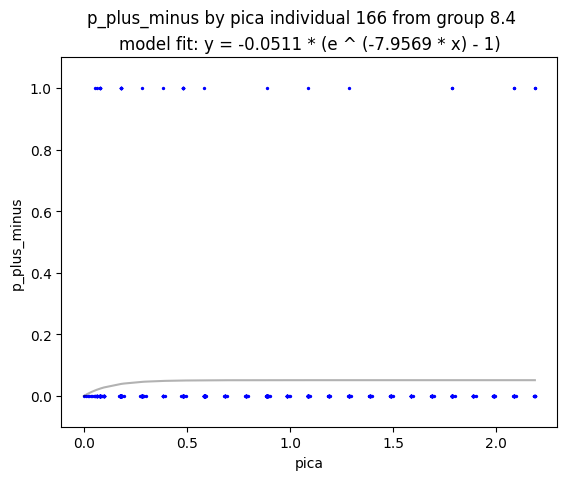 p_plus_minus by pica individual 166 from group 8.4
model fit: y = -0.0511 * (e ^ (-7.9569 * x) - 1)
1.0
0.8
0.6
0.4
0.2
0.0
p_plus_minus
0.0 0.5 1.0 1.5 2.0
pica